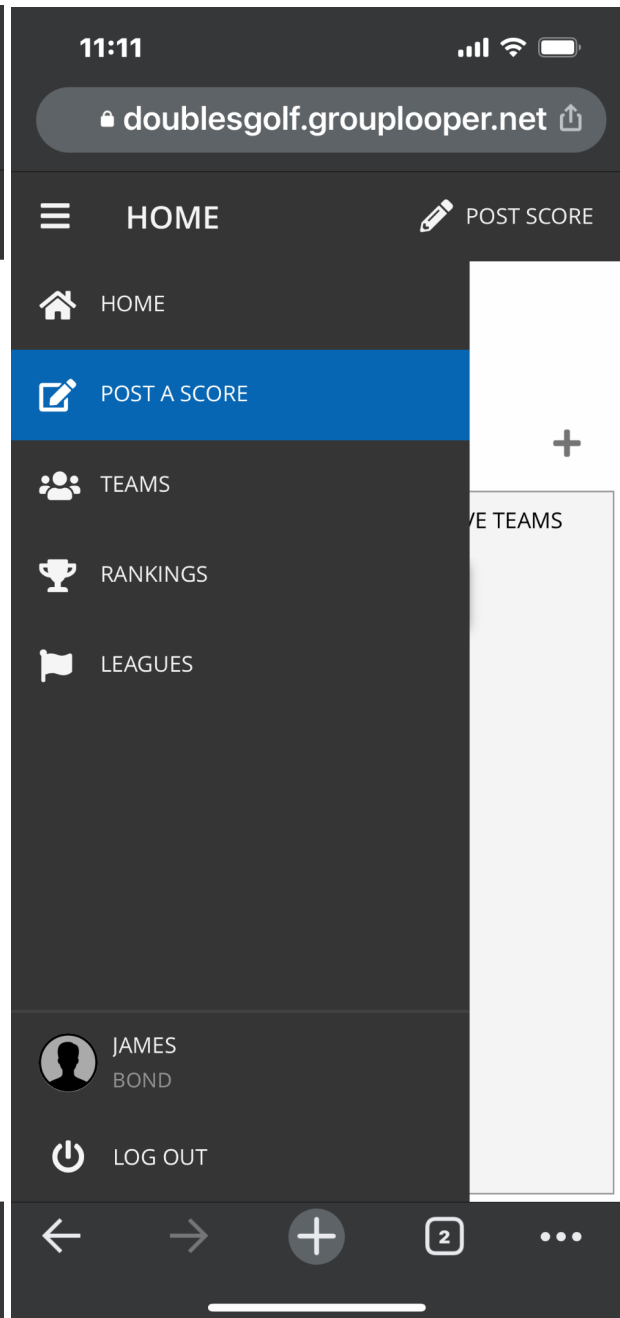 11:11
doublesgolf.grouplooper.net
HOME
POST SCORE
HOME
POST A SCORE
TEAMS
VE TEAMS
RANKINGS
LEAGUES
JAMES
BOND
LOG OUT
2